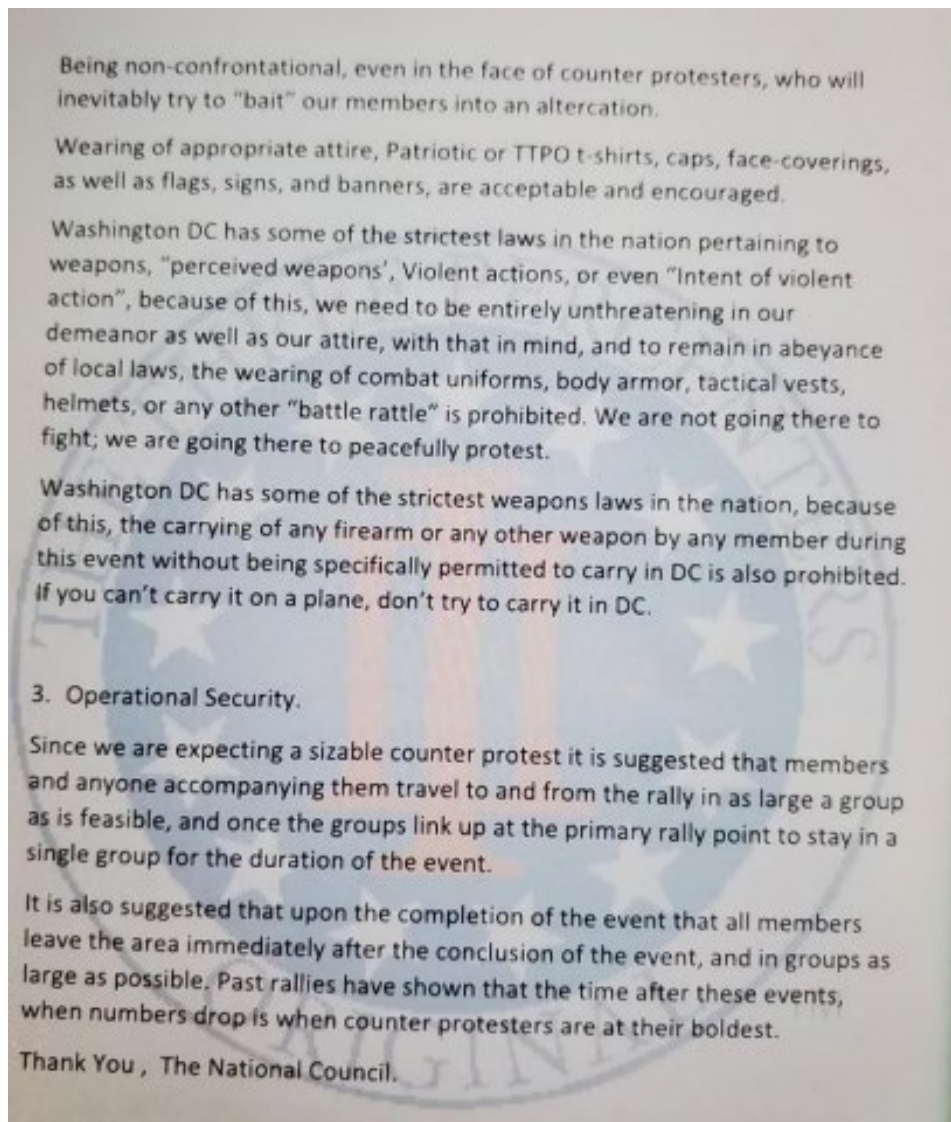 Being non-confrontational, even in the face of counter protesters, who will
inevitably try to "bait" our members into an altercation.
Wearing of appropriate attire, Patriotic or TTPO t-shirts, caps, face-coverings,
as well as flags, signs, and banners, are acceptable and encouraged.
Washington DC has some of the strictest laws in the nation pertaining to
weapons, "perceived weapons', Violent actions, or even "Intent of violent
action", because of this, we need to be entirely unthreatening in our
demeanor as well as our attire, with that in mind, and to remain in abeyance
of local laws, the wearing of combat uniforms, body armor, tactical vests,
helmets, or any other "battle rattle" is prohibited. We are not going there to
fight; we are going there to peacefully protest.
Washington DC has some of the strictest weapons laws in the nation, because
of this, the carrying of any firearm or any other weapon by any member during
this event without being specifically permitted to carry in DC is also prohibited.
If you can't carry it on a plane, don't try to carry it in DC.
3. Operational Security.
Since we are expecting a sizable counter protest it is suggested that members
and anyone accompanying them travel to and from the rally in as large a group
as is feasible, and once the groups link up at the primary rally point to stay in a
single group for the duration of the event.
It is also suggested that upon the completion of the event that all members
leave the area immediately after the conclusion of the event, and in groups as
large as possible. Past rallies have shown that the time after these events,
when numbers drop is when counter protesters are at their boldest.
Thank You , The National Council.
ORIGINAL